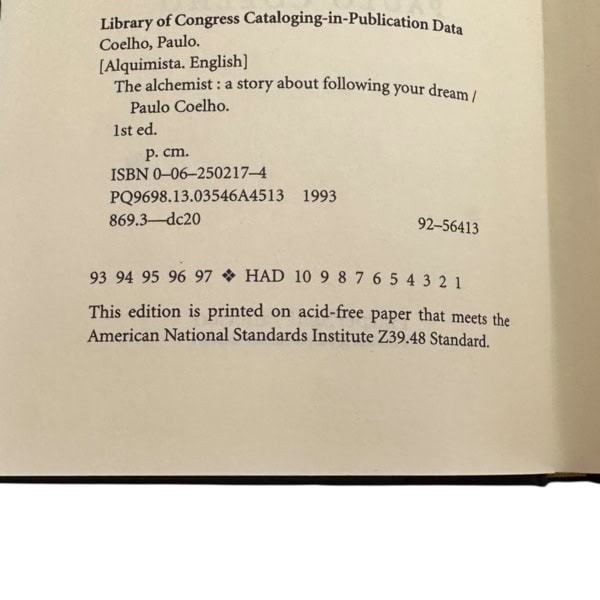 Library of Congress Cataloging-in-Publication Data
Coelho, Paulo.
[Alquimista. English]
The alchemist : a story about following your dream /
Paulo Coelho.
1st ed.
p. cm.
ISBN 0–06–250217–4
PQ9698.13.03546A4513 1993
869.3—dc20 92–56413
93 94 95 96 97 ❖ HAD 10 9 8 7 6 5 4 3 2 1
This edition is printed on acid-free paper that meets the
American National Standards Institute Z39.48 Standard.